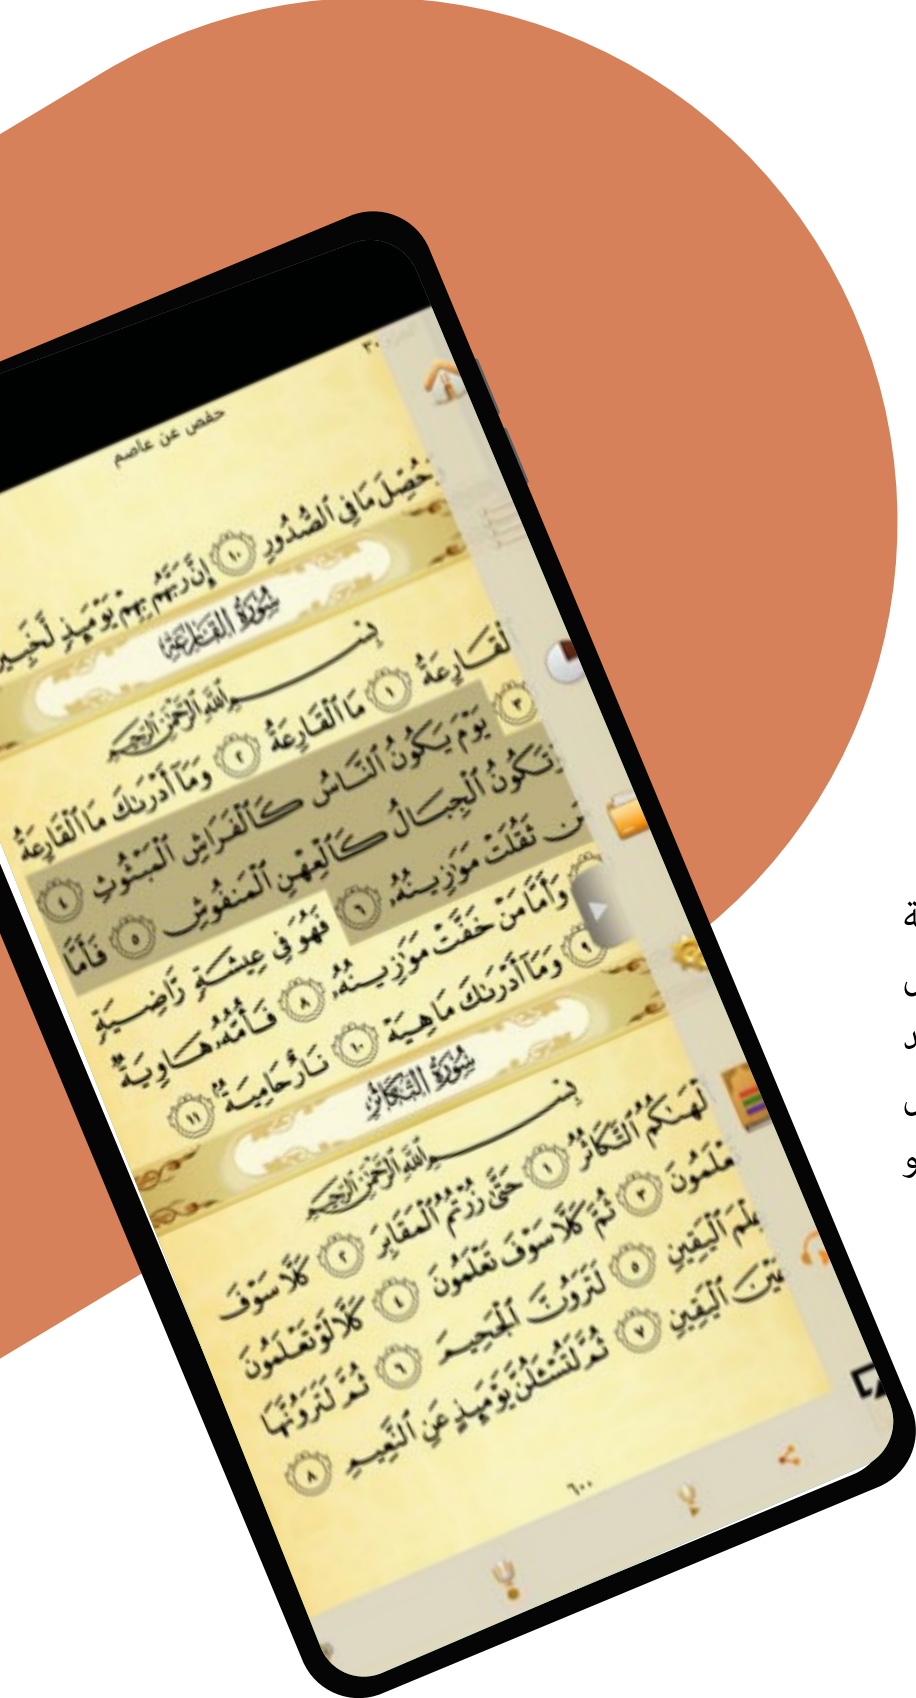 ٣٠
حفص عن عاصم
حُصِّلَ مَا فِي ٱلصُّدُورِ ١٠ إِنَّ رَبَّهُم بِهِمْ يَوْمَئِذٍ لَّخَبِيرٌ
سُورَةُ القَارِعَةِ
بِسْمِ ٱللَّهِ ٱلرَّحْمَٰنِ ٱلرَّحِيمِ
لْقَارِعَةُ ١ مَا ٱلْقَارِعَةُ ٢ وَمَآ أَدْرَىٰكَ مَا ٱلْقَارِعَةُ
٣ يَوْمَ يَكُونُ ٱلنَّاسُ كَٱلْفَرَاشِ ٱلْمَبْثُوثِ ٤
وَتَكُونُ ٱلْجِبَالُ كَٱلْعِهْنِ ٱلْمَنفُوشِ ٥ فَأَمَّا
مَن ثَقُلَتْ مَوَٰزِينُهُۥ ٦ فَهُوَ فِي عِيشَةٍ رَّاضِيَةٍ
وَأَمَّا مَنْ خَفَّتْ مَوَٰزِينُهُۥ ٨ فَأُمُّهُۥ هَاوِيَةٌ
٩ وَمَآ أَدْرَىٰكَ مَا هِيَهْ ١٠ نَارٌ حَامِيَةٌۢ ١١
سُورَةُ التَّكَاثُرِ
بِسْمِ ٱللَّهِ ٱلرَّحْمَٰنِ ٱلرَّحِيمِ
لْهَىٰكُمُ ٱلتَّكَاثُرُ ١ حَتَّىٰ زُرْتُمُ ٱلْمَقَابِرَ ٢ كَلَّا سَوْفَ
تَعْلَمُونَ ٣ ثُمَّ كَلَّا سَوْفَ تَعْلَمُونَ ٤ كَلَّا لَوْ تَعْلَمُونَ
عِلْمَ ٱلْيَقِينِ ٥ لَتَرَوُنَّ ٱلْجَحِيمَ ٦ ثُمَّ لَتَرَوُنَّهَا
عَيْنَ ٱلْيَقِينِ ٧ ثُمَّ لَتُسْـَٔلُنَّ يَوْمَئِذٍ عَنِ ٱلنَّعِيمِ ٨
٦٠٠